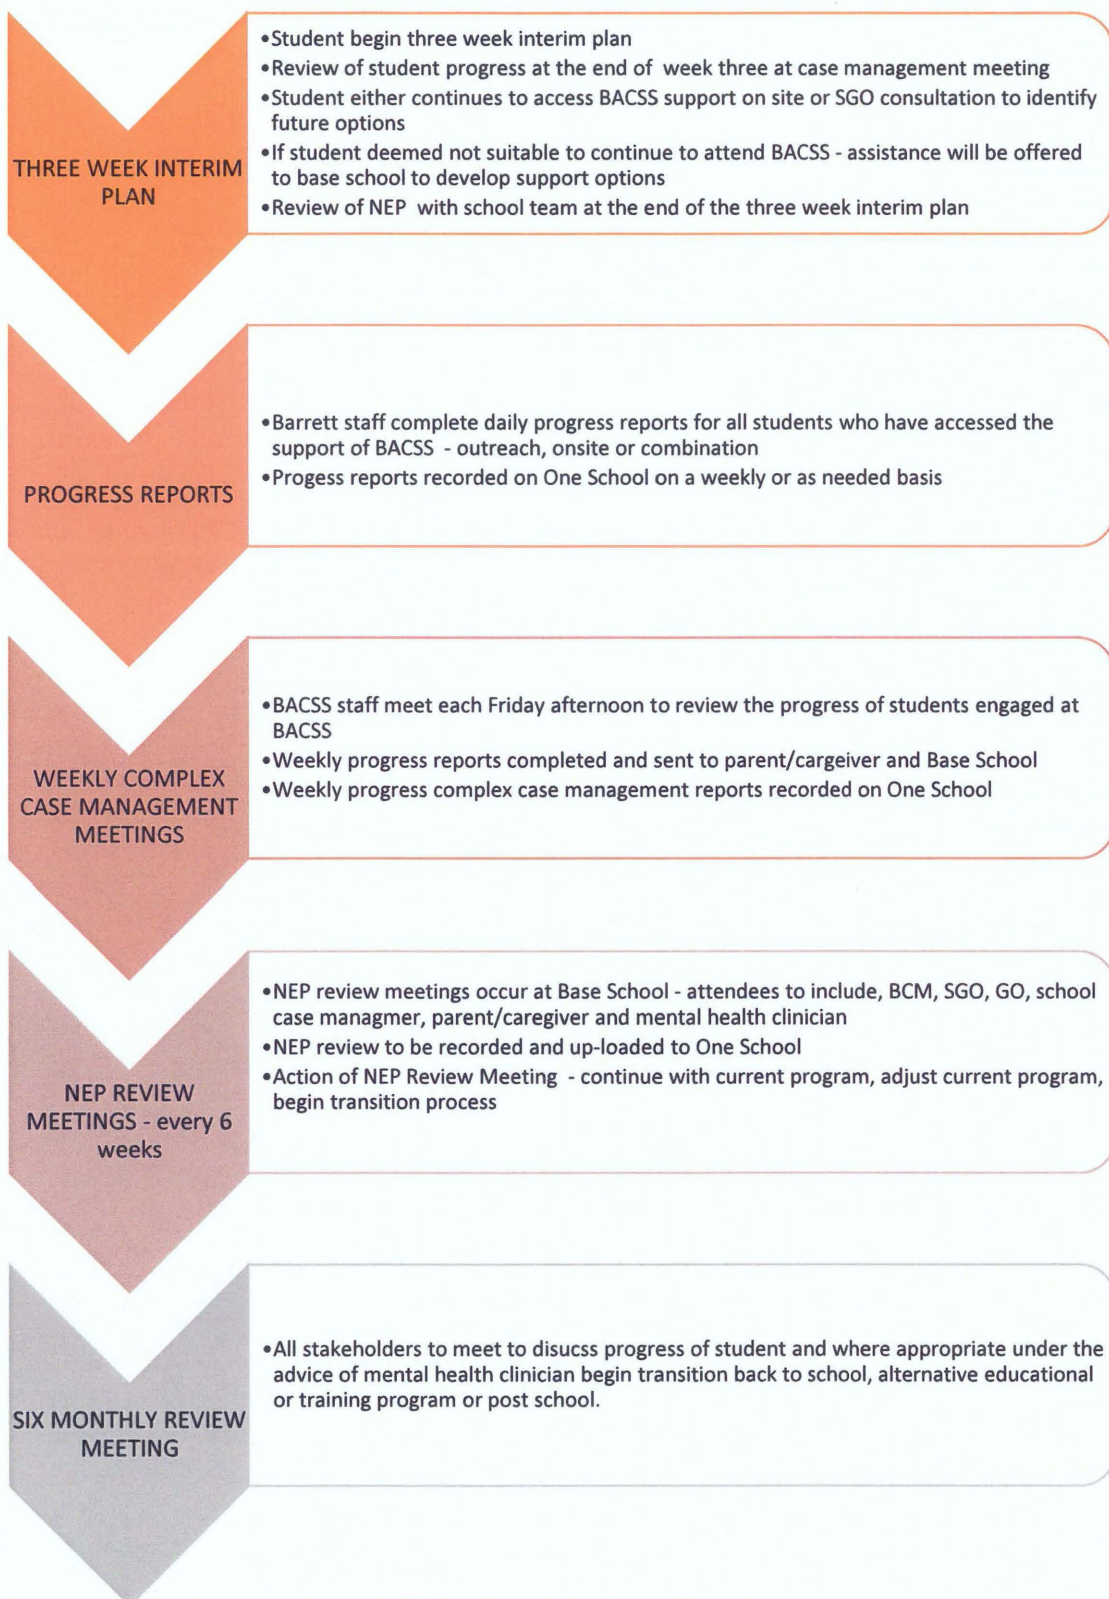 THREE WEEK INTERIM
PLAN
•Student begin three week interim plan
•Review of student progress at the end of week three at case management meeting
•Student either continues to access BACSS support on site or SGO consultation to identify
future options
•If student deemed not suitable to continue to attend BACSS - assistance will be offered
to base school to develop support options
•Review of NEP with school team at the end of the three week interim plan
PROGRESS REPORTS
•Barrett staff complete daily progress reports for all students who have accessed the
support of BACSS - outreach, onsite or combination
•Progess reports recorded on One School on a weekly or as needed basis
WEEKLY COMPLEX
CASE MANAGEMENT
MEETINGS
•BACSS staff meet each Friday afternoon to review the progress of students engaged at
BACSS
•Weekly progress reports completed and sent to parent/cargeiver and Base School
•Weekly progress complex case management reports recorded on One School
NEP REVIEW
MEETINGS - every 6
weeks
•NEP review meetings occur at Base School - attendees to include, BCM, SGO, GO, school
case managmer, parent/caregiver and mental health clinician
•NEP review to be recorded and up-loaded to One School
•Action of NEP Review Meeting - continue with current program, adjust current program,
begin transition process
SIX MONTHLY REVIEW
MEETING
•All stakeholders to meet to disucss progress of student and where appropriate under the
advice of mental health clinician begin transition back to school, alternative educational
or training program or post school.